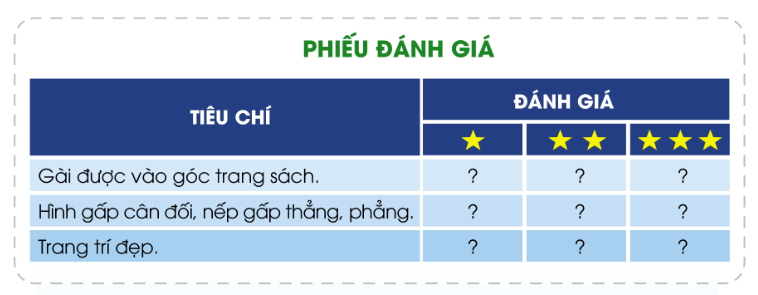 PHIẾU ĐÁNH GIÁ
TIÊU CHÍ
ĐÁNH GIÁ
Gài được vào góc trang sách. ? ? ?
Hình gấp cân đối, nếp gấp thẳng, phẳng. ? ? ?
Trang trí đẹp. ? ? ?